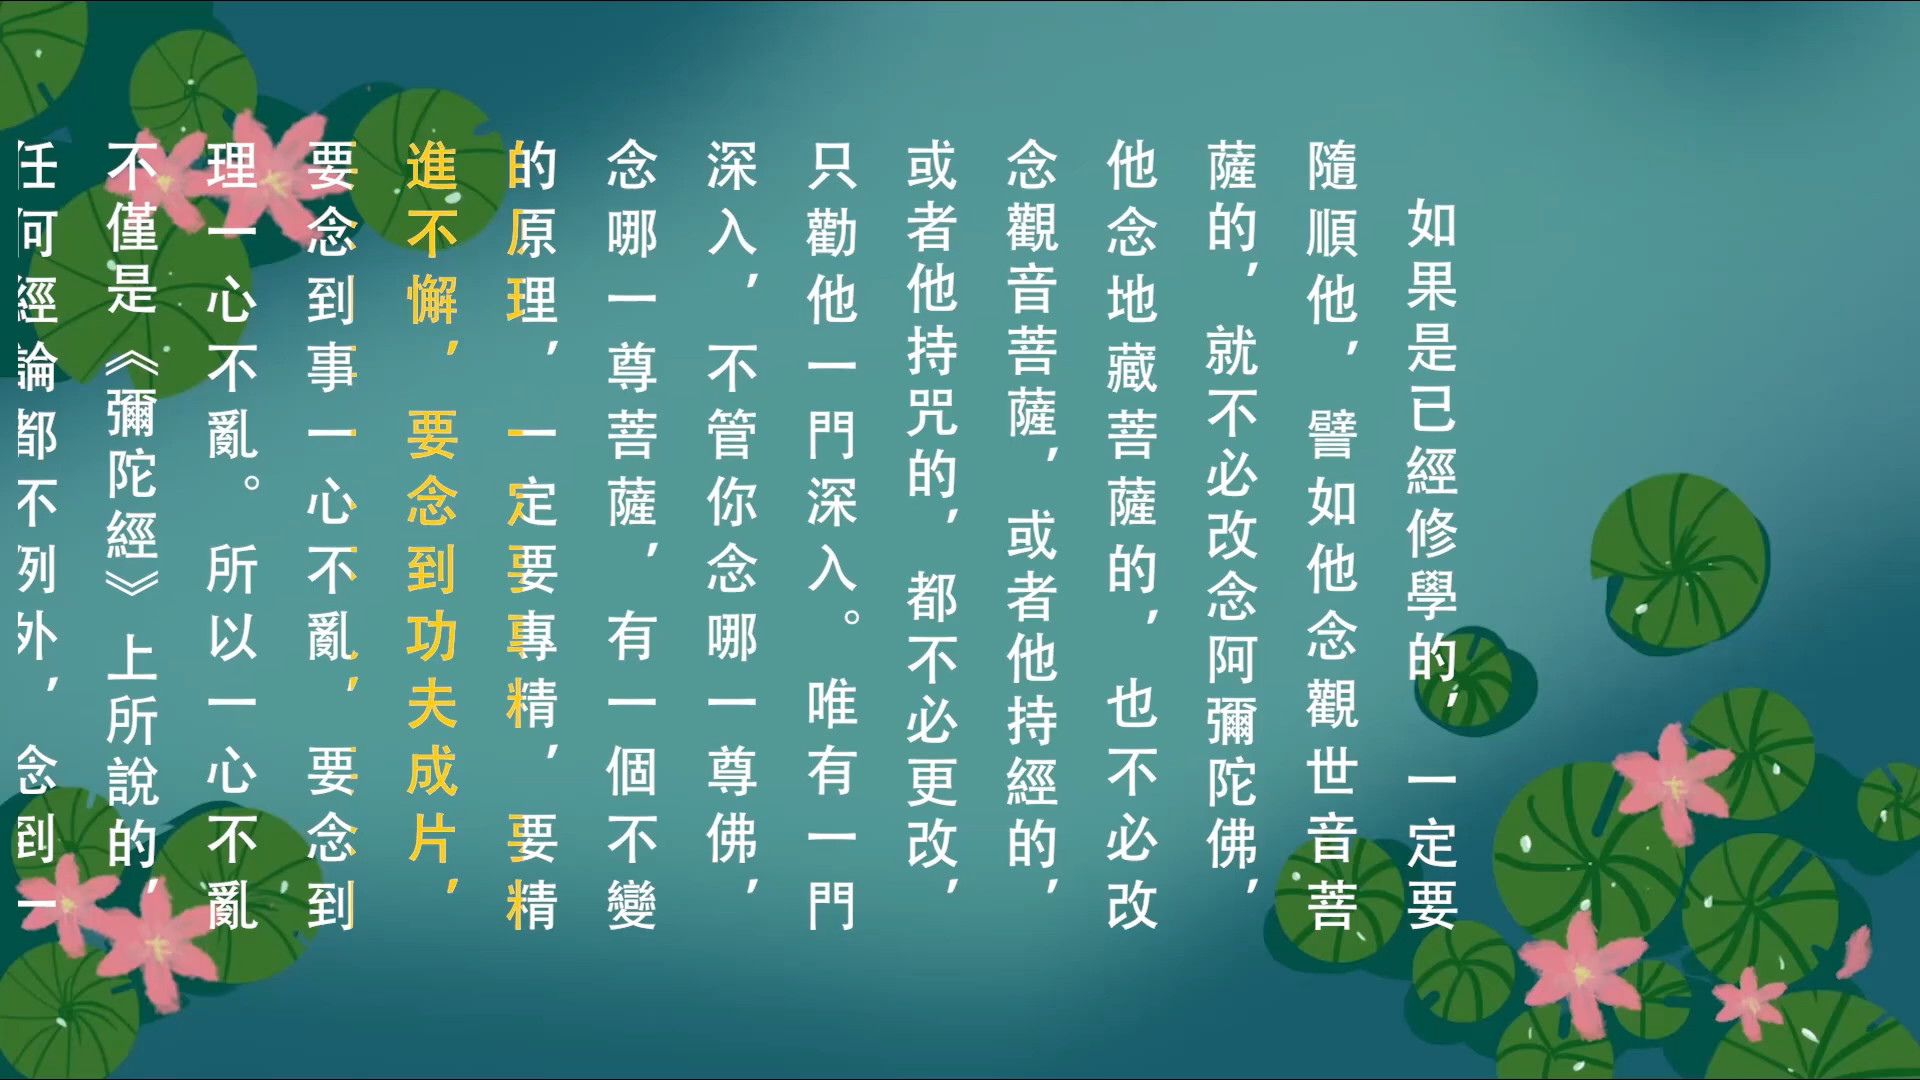 如果是已經修學的，一定要
隨順他，譬如他念觀世音菩
薩的，就不必改念阿彌陀佛，
他念地藏菩薩的，也不必改
念觀音菩薩，或者他持經的，
或者他持咒的，都不必更改，
只勸他一門深入。唯有一門
深入，不管你念哪一尊佛，
念哪一尊菩薩，有一個不變
的原理，一定要專精，要精
進不懈，要念到功夫成片，
要念到事一心不亂，要念到
理一心不亂。所以一心不亂
不僅是《彌陀經》上所說的，
任何經論都不列外，念到一